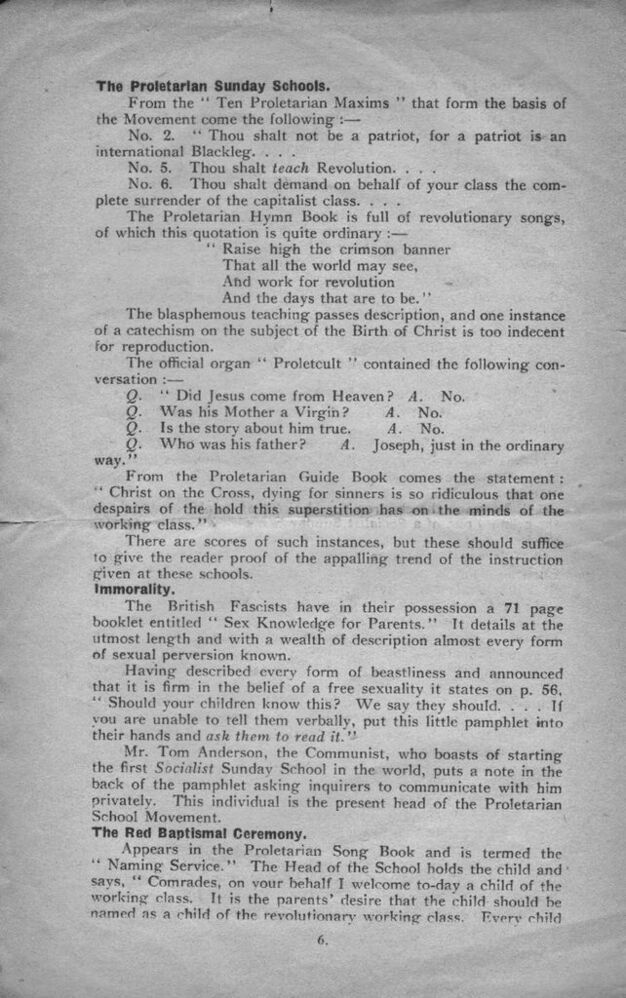 The Proletarian Sunday Schools.
From the " Ten Proletarian Maxims " that form the basis of
the Movement come the following :—
No. 2. " Thou shalt not be a patriot, for a patriot is an
international Blackleg. . . .
No. 5. Thou shalt teach Revolution. . . .
No. 6. Thou shalt demand on behalf of your class the com-
plete surrender of the capitalist class. . . .
The Proletarian Hymn Book is full of revolutionary songs,
of which this quotation is quite ordinary :—
" Raise high the crimson banner
That all the world may see,
And work for revolution
And the days that are to be."
The blasphemous teaching passes description, and one instance
of a catechism on the subject of the Birth of Christ is too indecent
for reproduction.
The official organ " Proletcult " contained the following con-
versation :—
Q. " Did Jesus come from Heaven? A. No.
Q. Was his Mother a Virgin? A. No.
Q. Is the story about him true. A. No.
Q. Who was his father? A. Joseph, just in the ordinary
way."
From the Proletarian Guide Book comes the statement :
" Christ on the Cross, dying for sinners is so ridiculous that one
despairs of the hold this superstition has on the minds of the
working class."
There are scores of such instances, but these should suffice
to give the reader proof of the appalling trend of the instruction
given at these schools.
Immorality.
The British Fascists have in their possession a 71 page
booklet entitled " Sex Knowledge for Parents." It details at the
utmost length and with a wealth of description almost every form
of sexual perversion known.
Having described every form of beastliness and announced
that it is firm in the belief of a free sexuality it states on p. 56,
" Should your children know this? We say they should. . . . If
you are unable to tell them verbally, put this little pamphlet into
their hands and ask them to read it."
Mr. Tom Anderson, the Communist, who boasts of starting
the first Socialist Sunday School in the world, puts a note in the
back of the pamphlet asking inquirers to communicate with him
privately. This individual is the present head of the Proletarian
School Movement.
The Red Baptismal Ceremony.
Appears in the Proletarian Song Book and is termed the
" Naming Service." The Head of the School holds the child and
says, " Comrades, on your behalf I welcome to-day a child of the
working class. It is the parents' desire that the child should be
named as a child of the revolutionary working class. Every child
6.